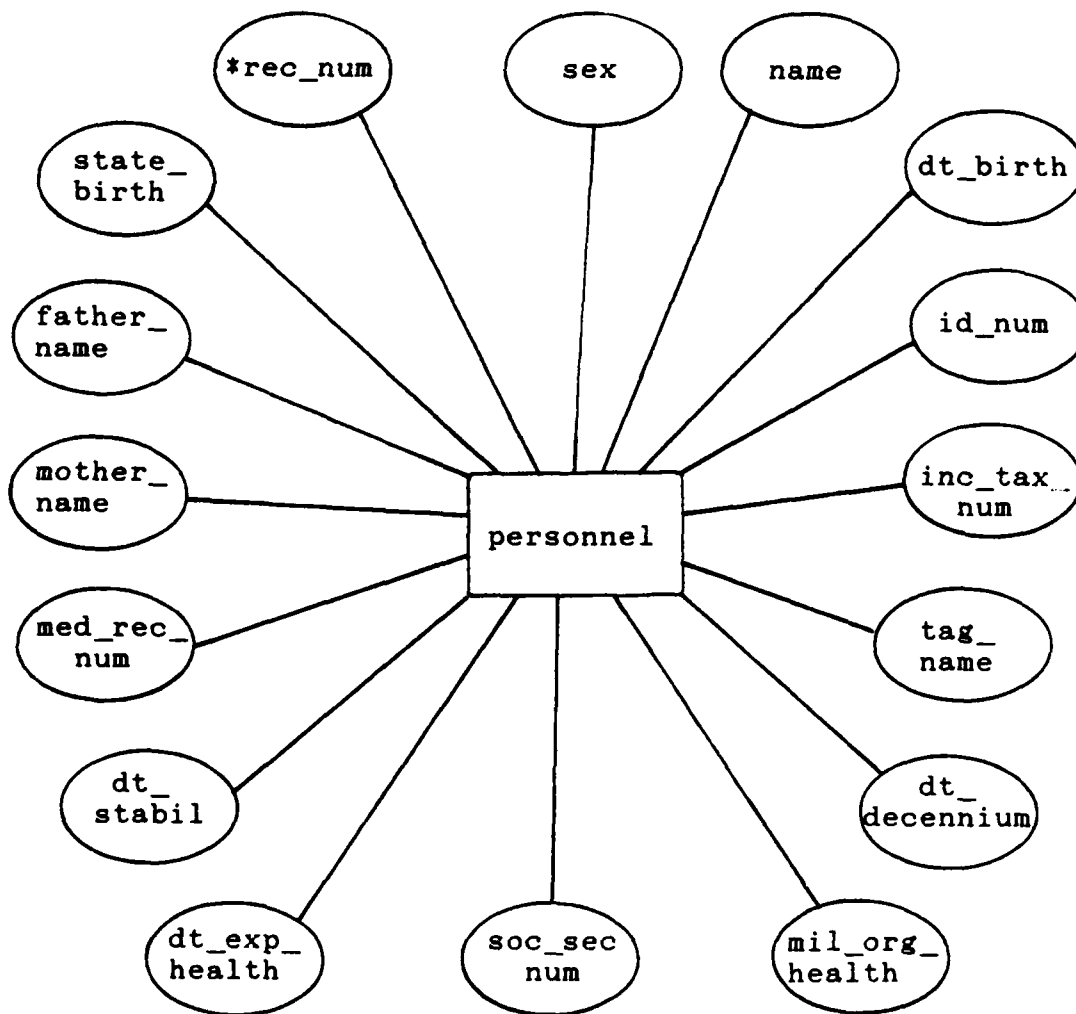 *rec_num
sex
name
state_
birth
dt_birth
father_
name
id_num
mother_
name
inc_tax_
num
personnel
med_rec_
num
tag_
name
dt_
stabil
dt_
decennium
dt_exp_
health
soc_sec
num
mil_org_
health